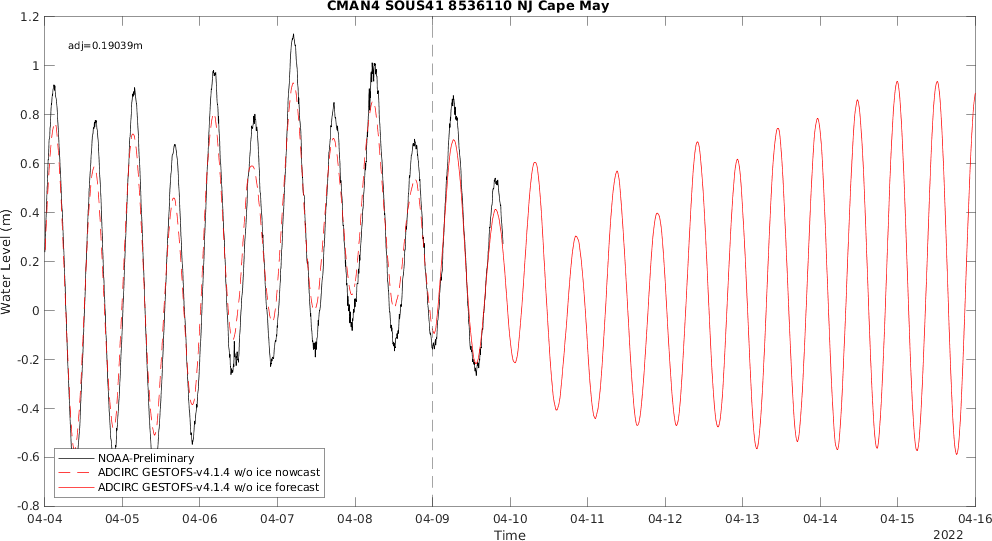 CMAN4 SOUS41 8536110 NJ Cape May
adj=0.19039m
Water Level (m)
1.2
1
0.8
0.6
0.4
0.2
0
-0.2
-0.4
-0.6
-0.8
NOAA-Preliminary
ADCIRC GESTOFS-v4.1.4 w/o ice nowcast
ADCIRC GESTOFS-v4.1.4 w/o ice forecast
04-04 04-05 04-06 04-07 04-08 04-09 04-10 04-11 04-12 04-13 04-14 04-15 04-16
Time
2022